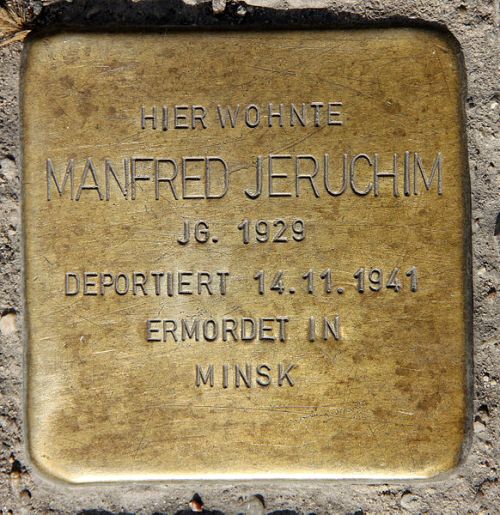 HIER WOHNTE
MANFRED JERUCHIM
JG. 1929
DEPORTIERT 14.11.1941
ERMORDET IN
MINSK